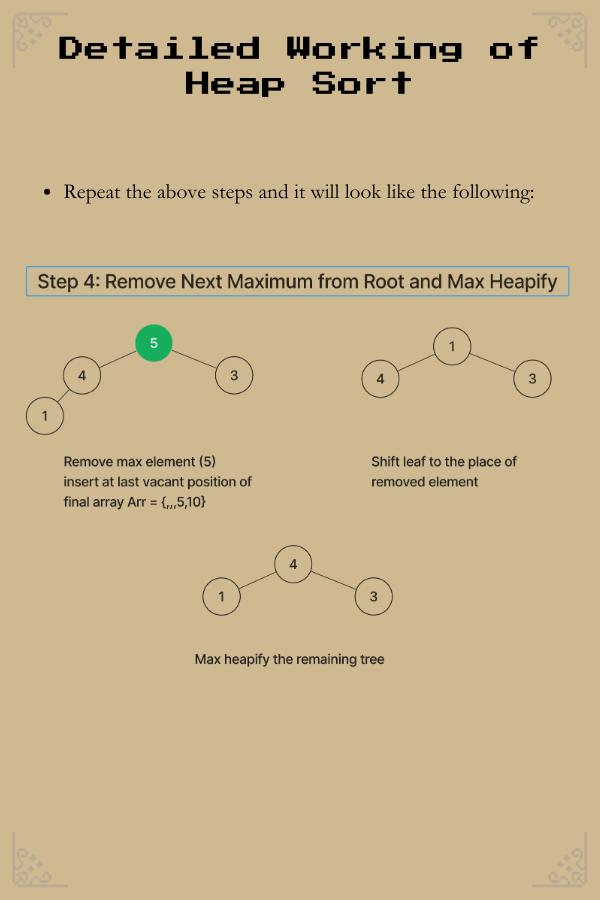 Detailed Working of
Heap Sort
• Repeat the above steps and it will look like the following:
Step 4: Remove Next Maximum from Root and Max Heapify
5
4
3
1
Remove max element (5)
insert at last vacant position of
final array Arr = {,,,5,10}
1
4
3
Shift leaf to the place of
removed element
4
1
3
Max heapify the remaining tree